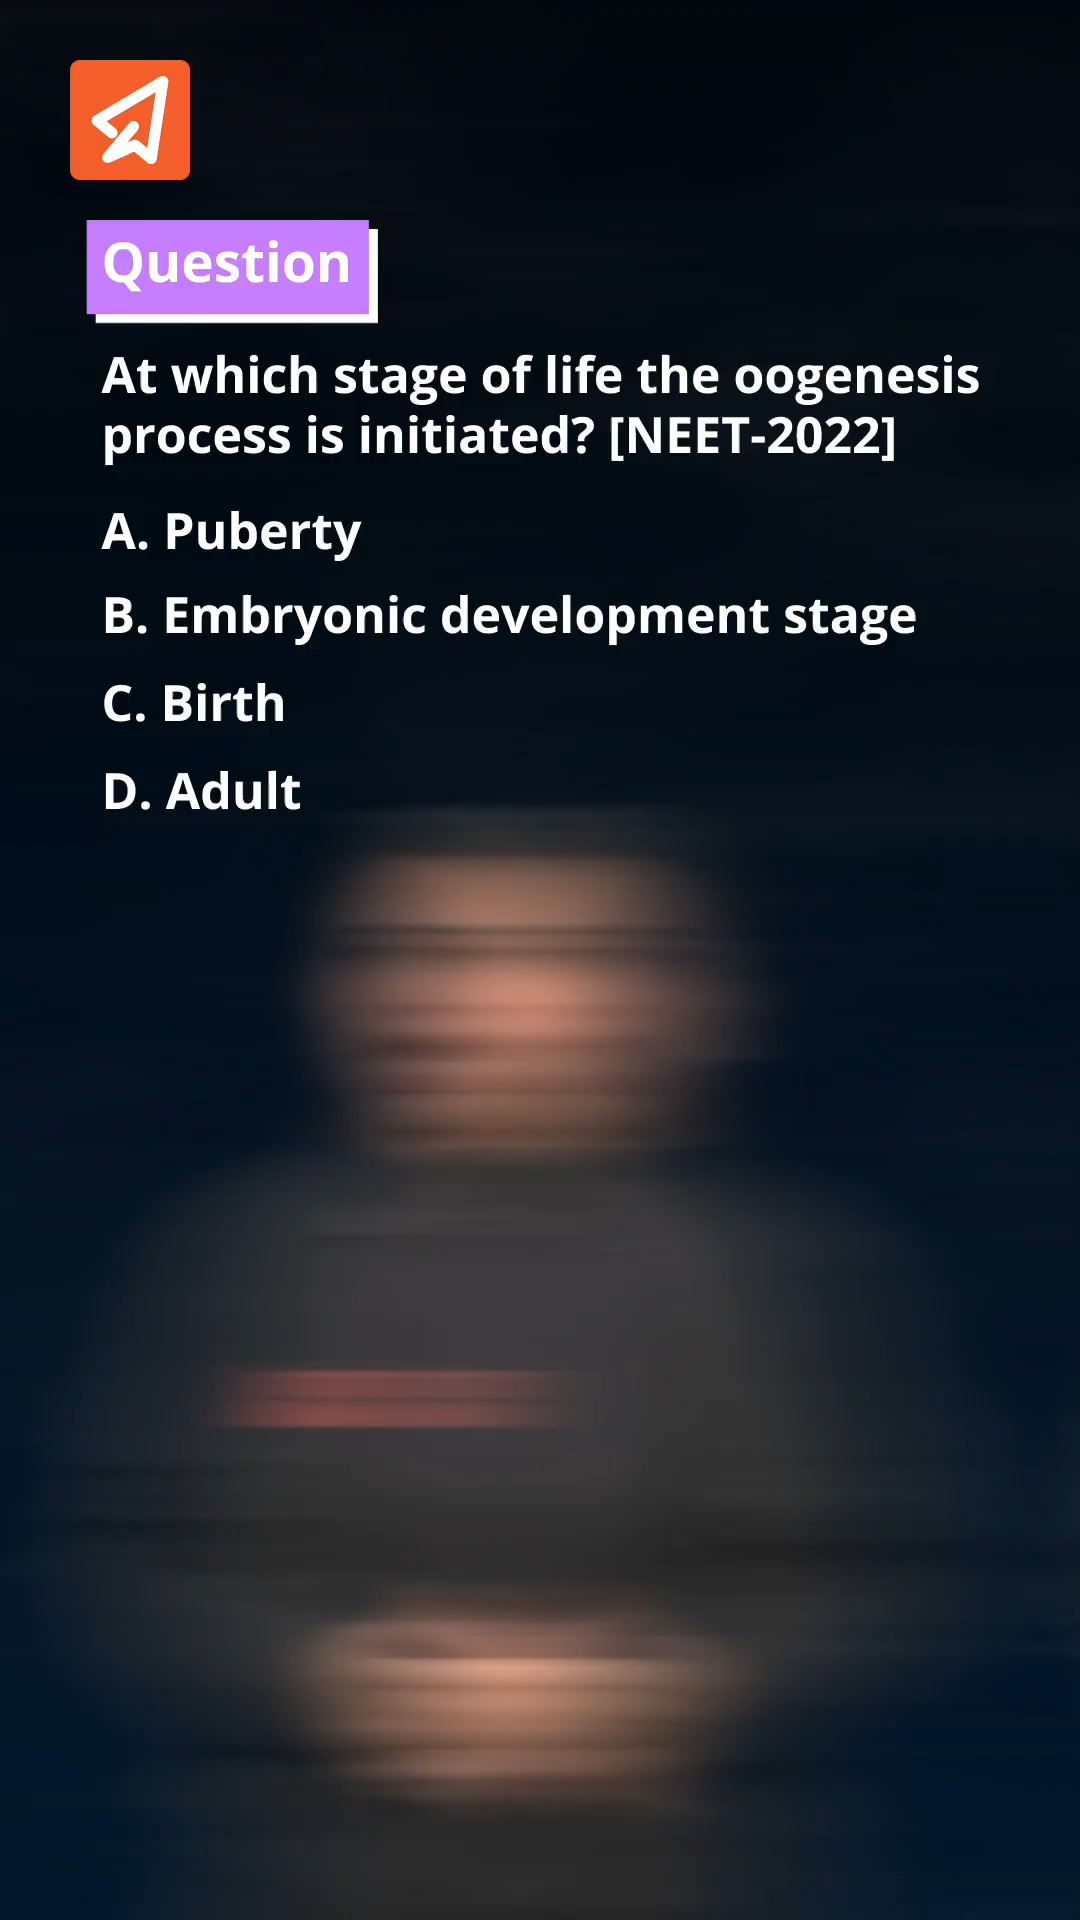 Question
At which stage of life the oogenesis
process is initiated? [NEET-2022]
A. Puberty
B. Embryonic development stage
C. Birth
D. Adult